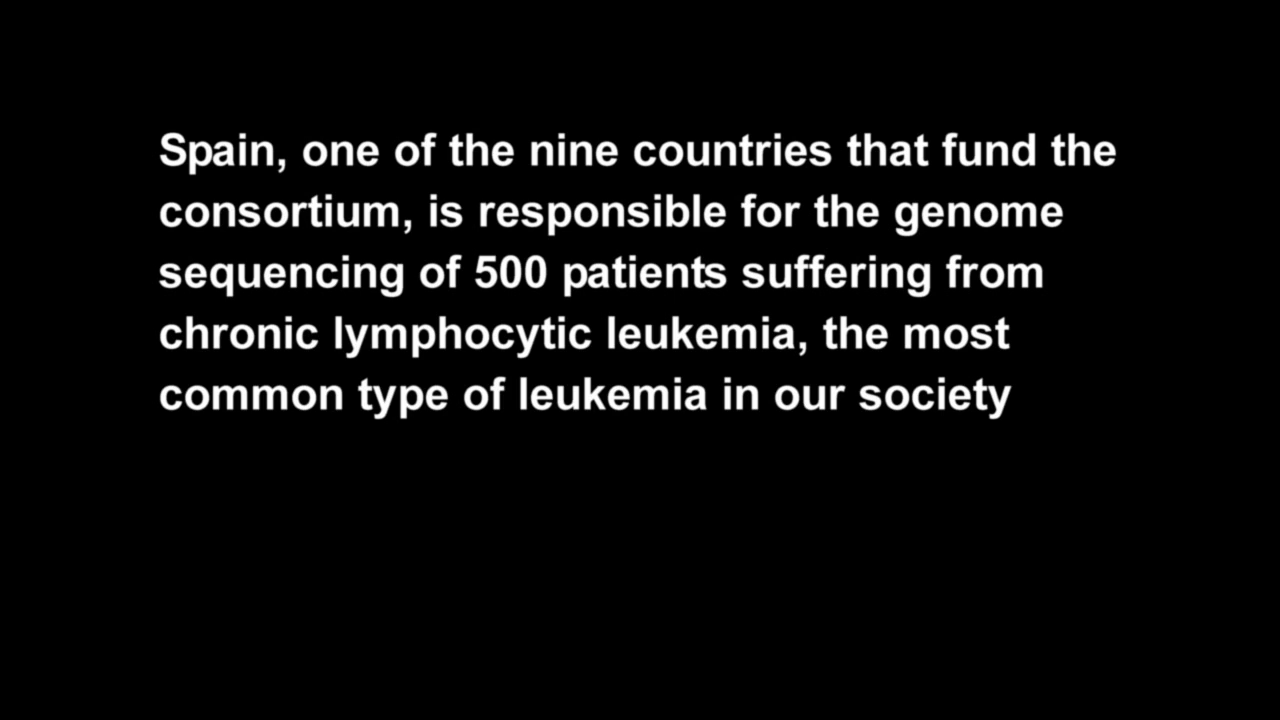 Spain, one of the nine countries that fund the
consortium, is responsible for the genome
sequencing of 500 patients suffering from
chronic lymphocytic leukemia, the most
common type of leukemia in our society